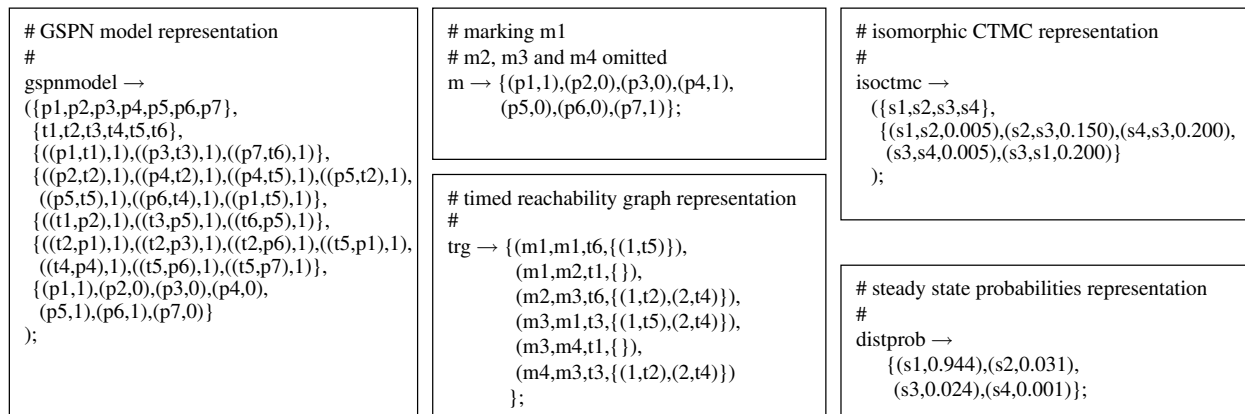 # GSPN model representation
#
gspnmodel →
({p1,p2,p3,p4,p5,p6,p7},
{t1,t2,t3,t4,t5,t6},
{((p1,t1),1),((p3,t3),1),((p7,t6),1)},
{((p2,t2),1),((p4,t2),1),((p4,t5),1),((p5,t2),1),
((p5,t5),1),((p6,t4),1),((p1,t5),1)},
{((t1,p2),1),((t3,p5),1),((t6,p5),1)},
{((t2,p1),1),((t2,p3),1),((t2,p6),1),((t5,p1),1),
((t4,p4),1),((t5,p6),1),((t5,p7),1)},
{(p1,1),(p2,0),(p3,0),(p4,0),
(p5,1),(p6,1),(p7,0)}
);
# marking m1
# m2, m3 and m4 omitted
m → {(p1,1),(p2,0),(p3,0),(p4,1),
(p5,0),(p6,0),(p7,1)};
# timed reachability graph representation
#
trg → {(m1,m1,t6,{(1,t5)}),
(m1,m2,t1,{}),
(m2,m3,t6,{(1,t2),(2,t4)}),
(m3,m1,t3,{(1,t5),(2,t4)}),
(m3,m4,t1,{}),
(m4,m3,t3,{(1,t2),(2,t4)})
};
# isomorphic CTMC representation
#
isoctmc →
({s1,s2,s3,s4},
{(s1,s2,0.005),(s2,s3,0.150),(s4,s3,0.200),
(s3,s4,0.005),(s3,s1,0.200)}
);
# steady state probabilities representation
#
distprob →
{(s1,0.944),(s2,0.031),
(s3,0.024),(s4,0.001)};